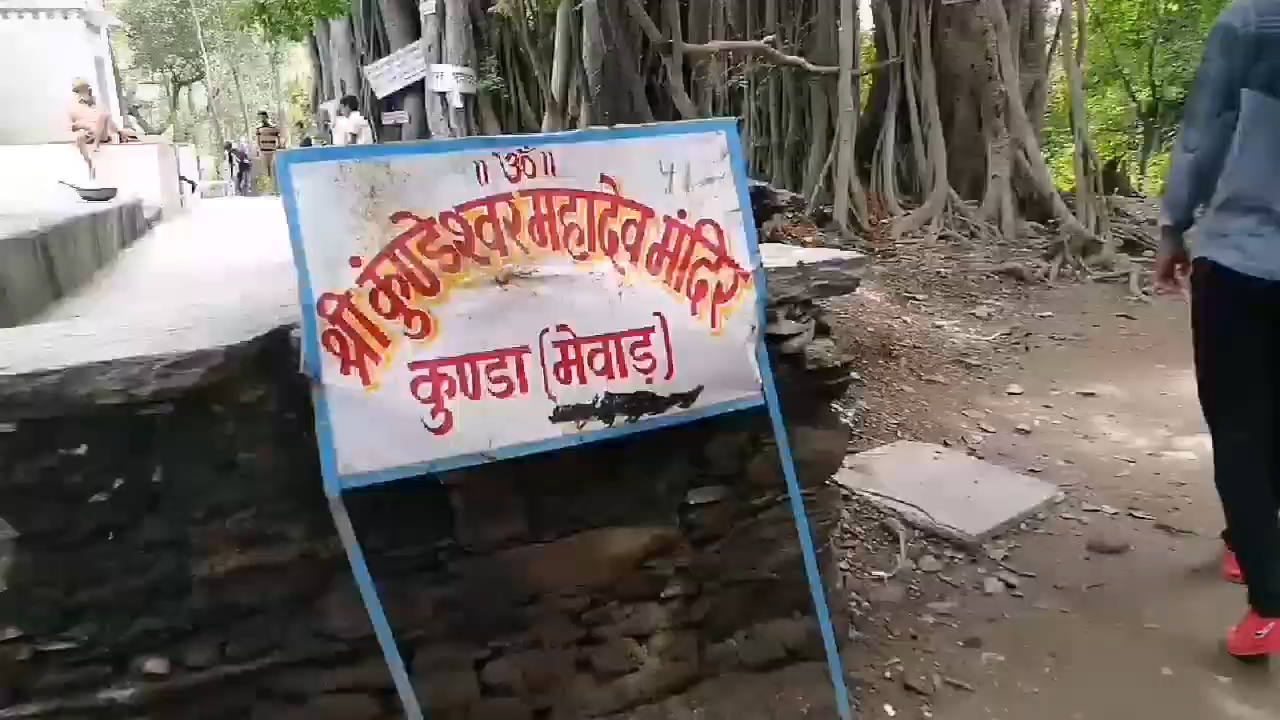 ॥ ॐ ॥
श्री कुण्डेश्वर महादेव मंदिर
कुण्डा (मेवाड़)